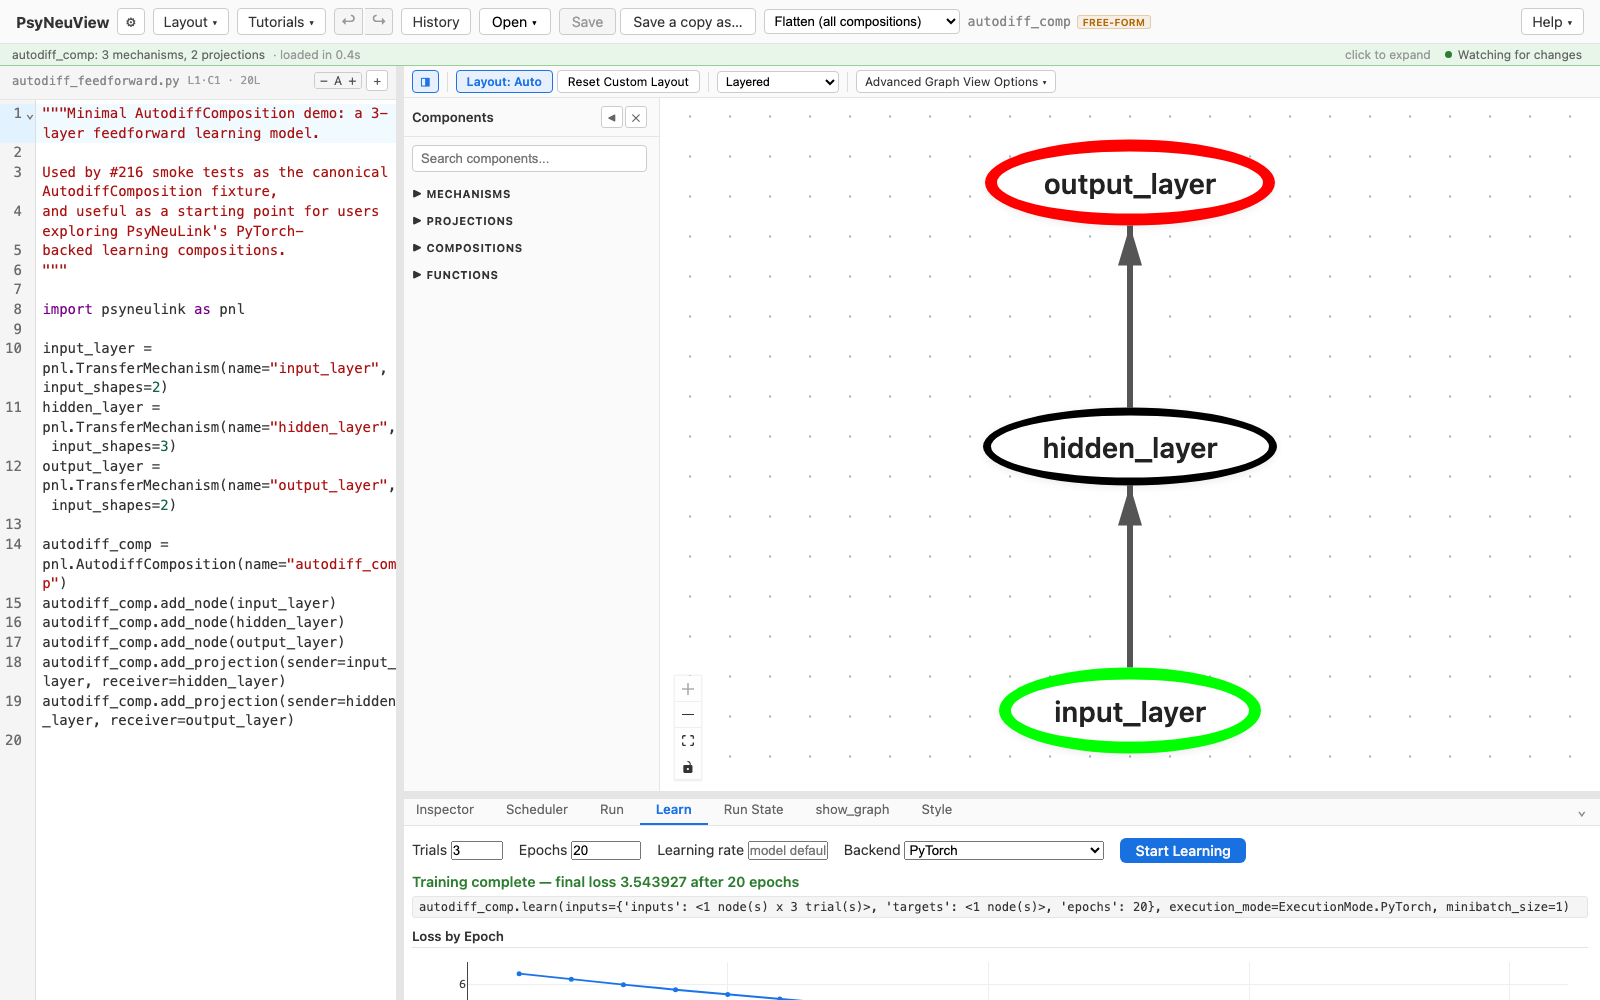 PsyNeuView ⚙ Layout ▾ Tutorials ▾ ↩ ↪ History Open ▾ Save Save a copy as... Flatten (all compositions) autodiff_comp FREE-FORM Help ▾
autodiff_comp: 3 mechanisms, 2 projections · loaded in 0.4s click to expand ● Watching for changes
autodiff_feedforward.py L1:C1 · 20L − A + +
Layout: Auto Reset Custom Layout Layered Advanced Graph View Options ▾
1 """Minimal AutodiffComposition demo: a 3-
layer feedforward learning model.
2
3 Used by #216 smoke tests as the canonical
AutodiffComposition fixture,
4 and useful as a starting point for users
exploring PsyNeuLink's PyTorch-
5 backed learning compositions.
6 """
7
8 import psyneulink as pnl
9
10 input_layer =
pnl.TransferMechanism(name="input_layer",
input_shapes=2)
11 hidden_layer =
pnl.TransferMechanism(name="hidden_layer",
input_shapes=3)
12 output_layer =
pnl.TransferMechanism(name="output_layer",
input_shapes=2)
13
14 autodiff_comp =
pnl.AutodiffComposition(name="autodiff_com
p")
15 autodiff_comp.add_node(input_layer)
16 autodiff_comp.add_node(hidden_layer)
17 autodiff_comp.add_node(output_layer)
18 autodiff_comp.add_projection(sender=input_
layer, receiver=hidden_layer)
19 autodiff_comp.add_projection(sender=hidden
_layer, receiver=output_layer)
20
Components
Search components...
▶ MECHANISMS
▶ PROJECTIONS
▶ COMPOSITIONS
▶ FUNCTIONS
output_layer
hidden_layer
input_layer
Inspector Scheduler Run Learn Run State show_graph Style
Trials 3 Epochs 20 Learning rate model defaul Backend PyTorch Start Learning
Training complete — final loss 3.543927 after 20 epochs
autodiff_comp.learn(inputs={'inputs': <1 node(s) x 3 trial(s)>, 'targets': <1 node(s)>, 'epochs': 20}, execution_mode=ExecutionMode.PyTorch, minibatch_size=1)
Loss by Epoch
6